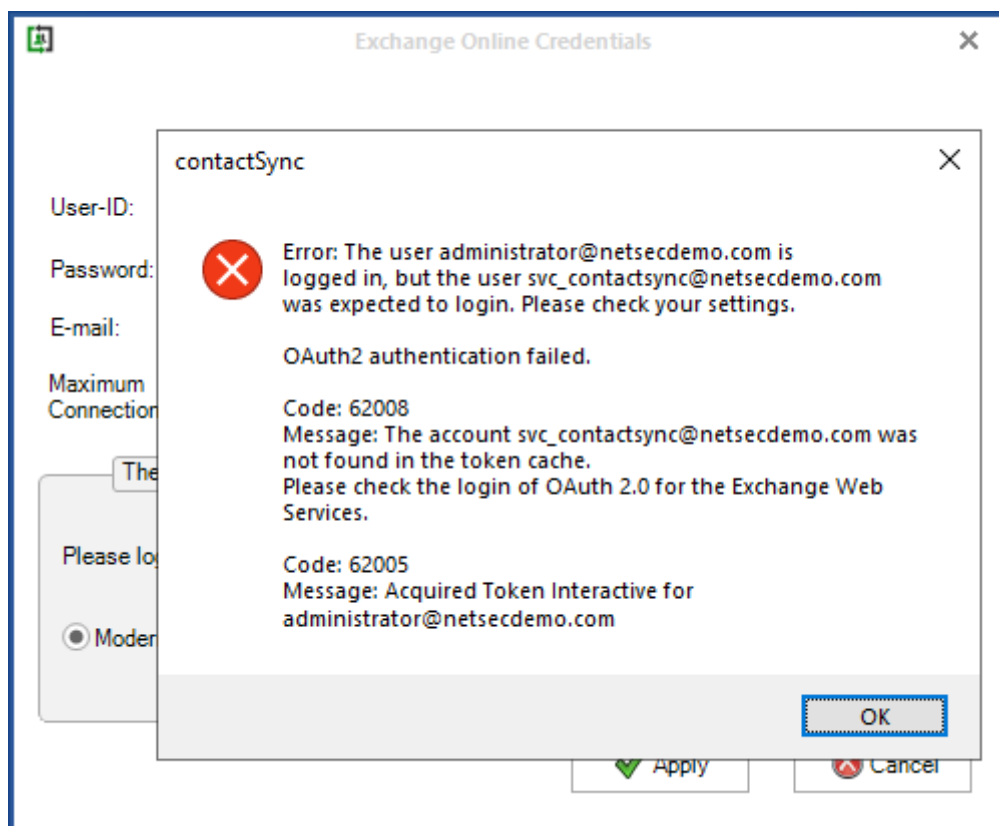 Exchange Online Credentials
contactSync
User-ID:
Password:
E-mail:
Maximum
Connection
The
Please lo
Moder
Error: The user administrator@netsecdemo.com is
logged in, but the user svc_contactsync@netsecdemo.com
was expected to login. Please check your settings.
OAuth2 authentication failed.
Code: 62008
Message: The account svc_contactsync@netsecdemo.com was
not found in the token cache.
Please check the login of OAuth 2.0 for the Exchange Web
Services.
Code: 62005
Message: Acquired Token Interactive for
administrator@netsecdemo.com
OK
Apply
Cancel